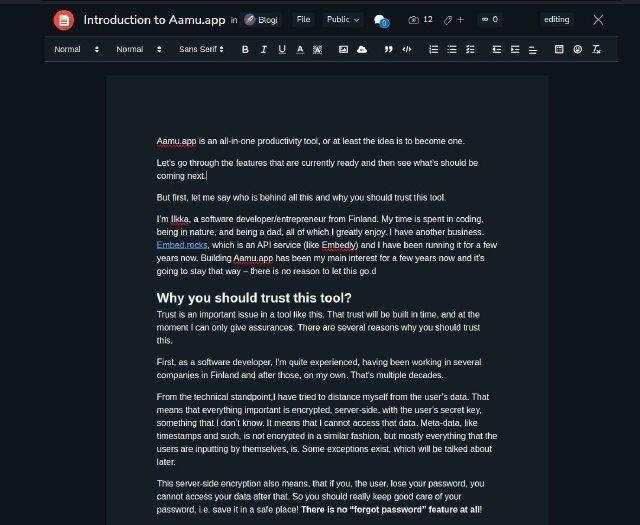 Introduction to Aamu.app in Blogi File Public 0 12 + 0 editing
Normal Normal Sans Serif B I U A
Aamu.app is an all-in-one productivity tool, or at least the idea is to become one.
Let's go through the features that are currently ready and then see what's should be
coming next.
But first, let me say who is behind all this and why you should trust this tool.
I'm Ilkka, a software developer/entrepreneur from Finland. My time is spent in coding,
being in nature, and being a dad, all of which I greatly enjoy. I have another business.
Embed.rocks, which is an API service (like Embedly) and I have been running it for a few
years now. Building Aamu.app has been my main interest for a few years now and it's
going to stay that way – there is no reason to let this go.d
Why you should trust this tool?
Trust is an important issue in a tool like this. That trust will be built in time, and at the
moment I can only give assurances. There are several reasons why you should trust
this.
First, as a software developer, I'm quite experienced, having been working in several
companies in Finland and after those, on my own. That's multiple decades.
From the technical standpoint,I have tried to distance myself from the user's data. That
means that everything important is encrypted, server-side. with the user's secret key,
something that I don't know. It means that I cannot access that data. Meta-data, like
timestamps and such, is not encrypted in a similar fashion, but mostly everything that the
users are inputting by themselves, is. Some exceptions exist, which will be talked about
later.
This server-side encryption also means, that if you, the user, lose your password, you
cannot access your data after that. So you should really keep good care of your
password, i.e. save it in a safe place! There is no “forgot password” feature at all!